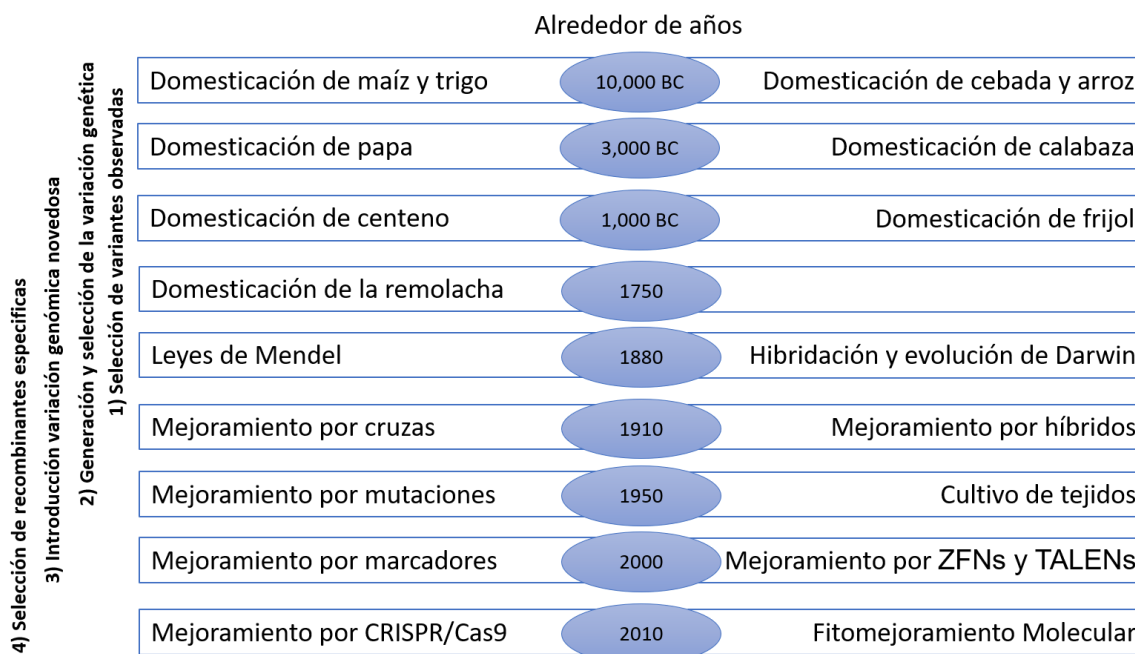 Alrededor de años
Domesticación de maíz y trigo
10,000 BC
Domesticación de cebada y arroz
Domesticación de papa
3,000 BC
Domesticación de calabaza
Domesticación de centeno
1,000 BC
Domesticación de frijol
Domesticación de la remolacha
1750
Leyes de Mendel
1880
Hibridación y evolución de Darwin
Mejoramiento por cruzas
1910
Mejoramiento por híbridos
Mejoramiento por mutaciones
1950
Cultivo de tejidos
Mejoramiento por marcadores
2000
Mejoramiento por ZFNs y TALENs
Mejoramiento por CRISPR/Cas9
2010
Fitomejoramiento Molecular
1) Selección de variantes observadas
2) Generación y selección de la variación genética
3) Introducción variación genómica novedosa
4) Selección de recombinantes especificas